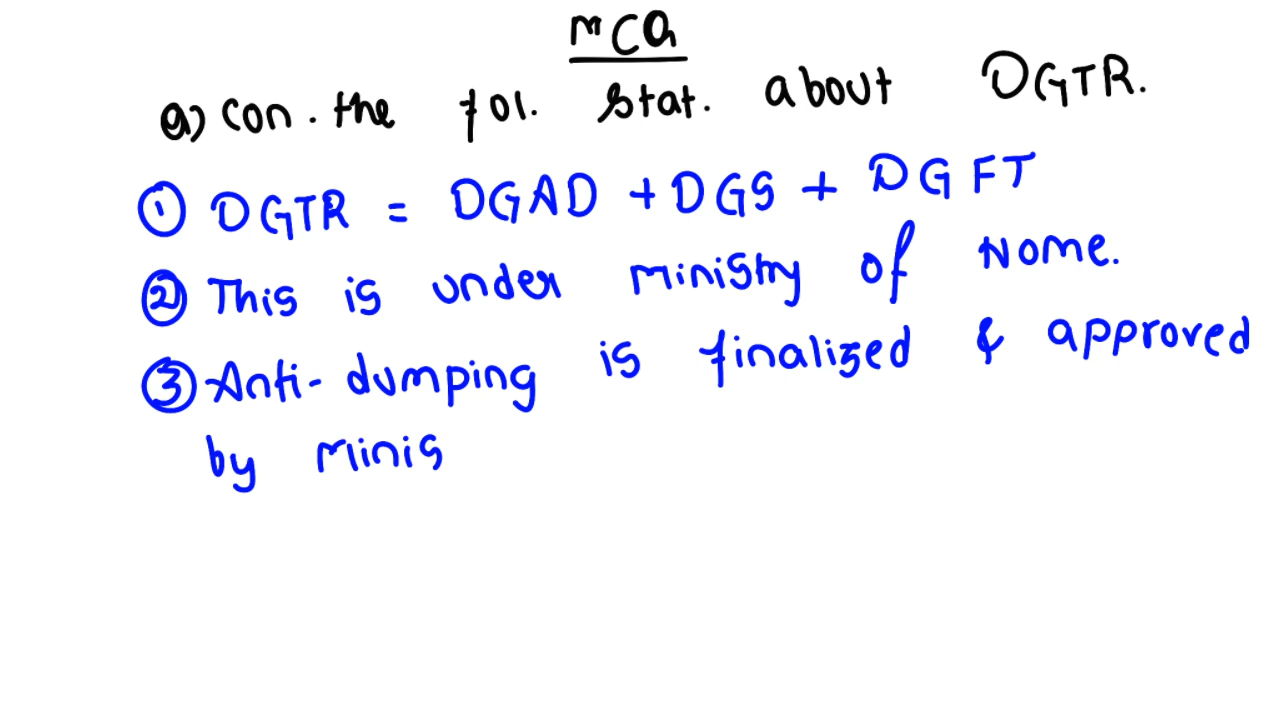 MCQ
Q) Con. the fol. stat. about DGTR.
① DGTR = DGAD + DGS + DGFT
② This is under Ministry of Home.
③ Anti-dumping is finalized & approved
by Minis